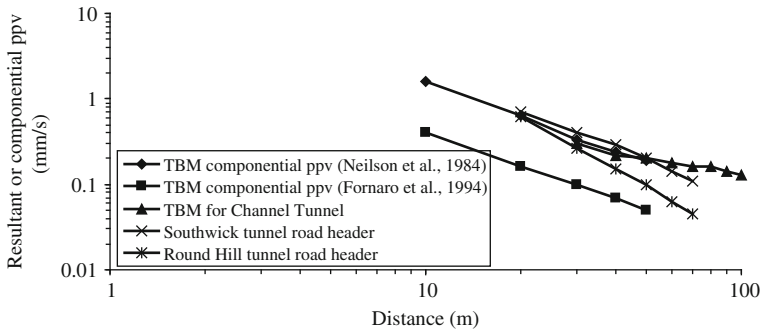 Resultant or componential ppv
(mm/s)
10
1
0.1
0.01
TBM componential ppv (Neilson et al., 1984)
TBM componential ppv (Fornaro et al., 1994)
TBM for Channel Tunnel
Southwick tunnel road header
Round Hill tunnel road header
1
10
100
Distance (m)